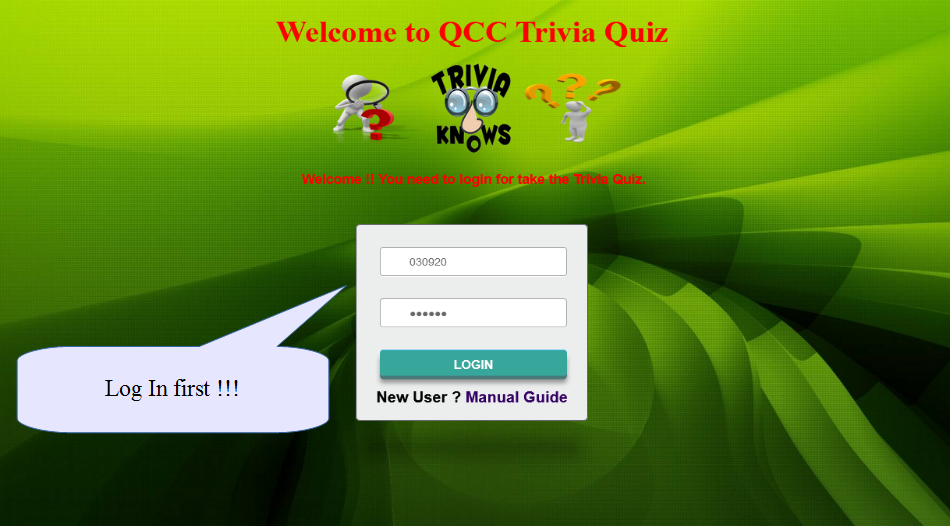 Welcome to QCC Trivia Quiz
TRIVIA
KNOWS
Welcome !! You need to login for take the Trivia Quiz.
030920
••••••
LOGIN
New User ? Manual Guide
Log In first !!!